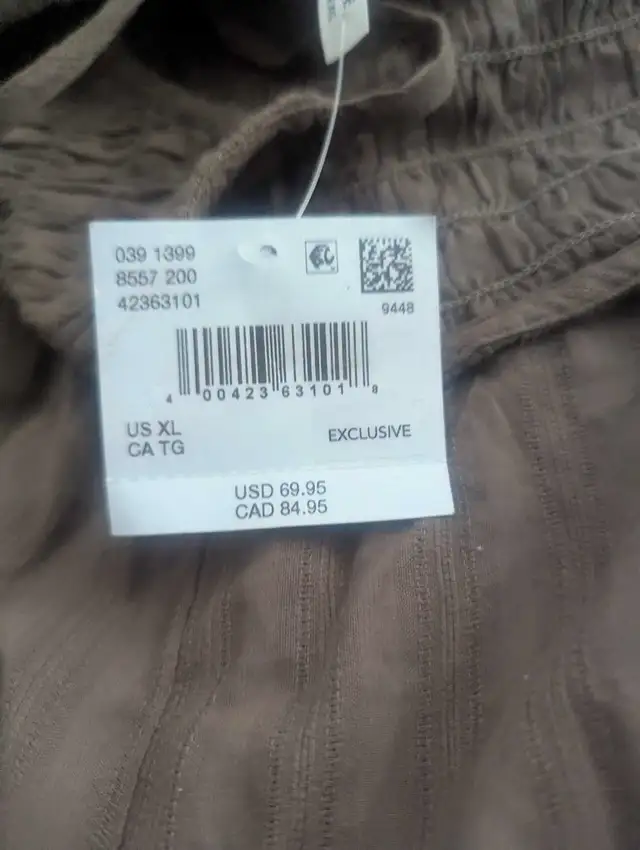 039 1399
8557 200
42363101
9448
4 00423 63101 8
US XL
CA TG
EXCLUSIVE
USD 69.95
CAD 84.95